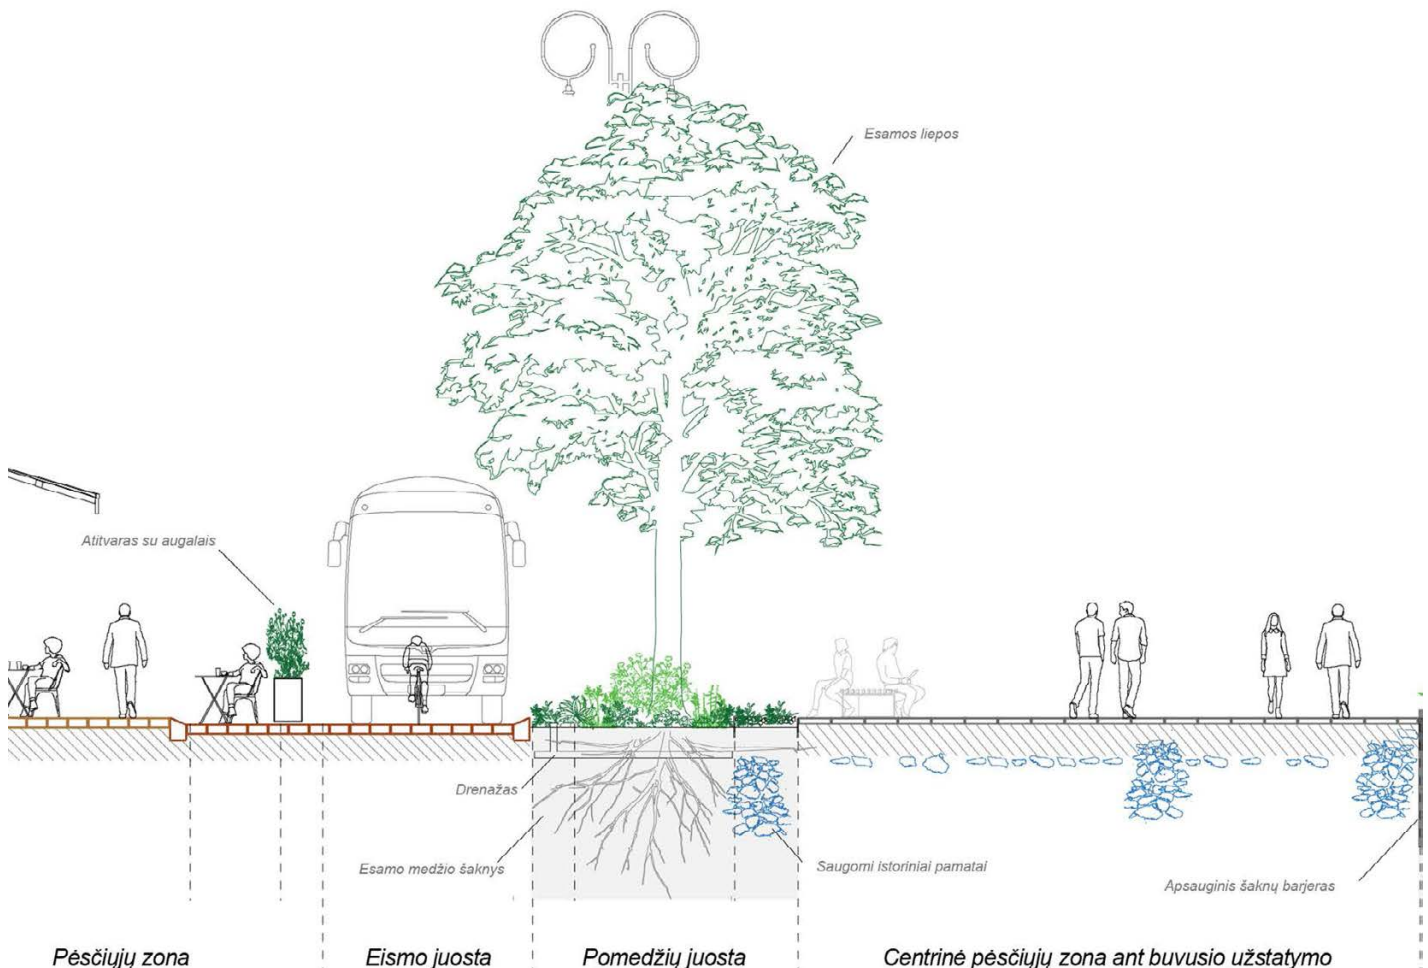 Esamos liepos
Atitvaras su augalais
Drenažas
Esamo medžio šaknys
Saugomi istoriniai pamatai
Apsauginis šaknų barjeras
Pėsčiųjų zona
Eismo juosta
Pomedžių juosta
Centrinė pėsčiųjų zona ant buvusio užstatymo